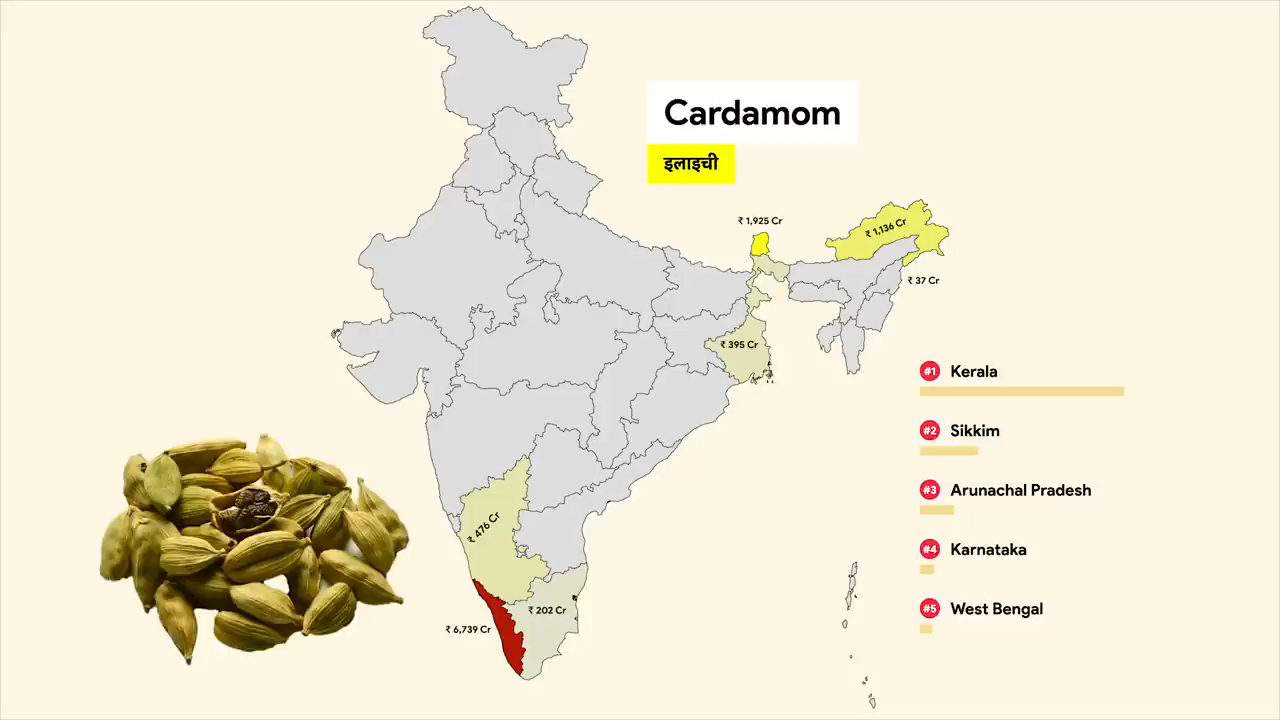 Cardamom
इलाइची
₹ 1,925 Cr
₹ 1,136 Cr
₹ 37 Cr
₹ 395 Cr
₹ 476 Cr
₹ 202 Cr
₹ 6,739 Cr
#1 Kerala
#2 Sikkim
#3 Arunachal Pradesh
#4 Karnataka
#5 West Bengal